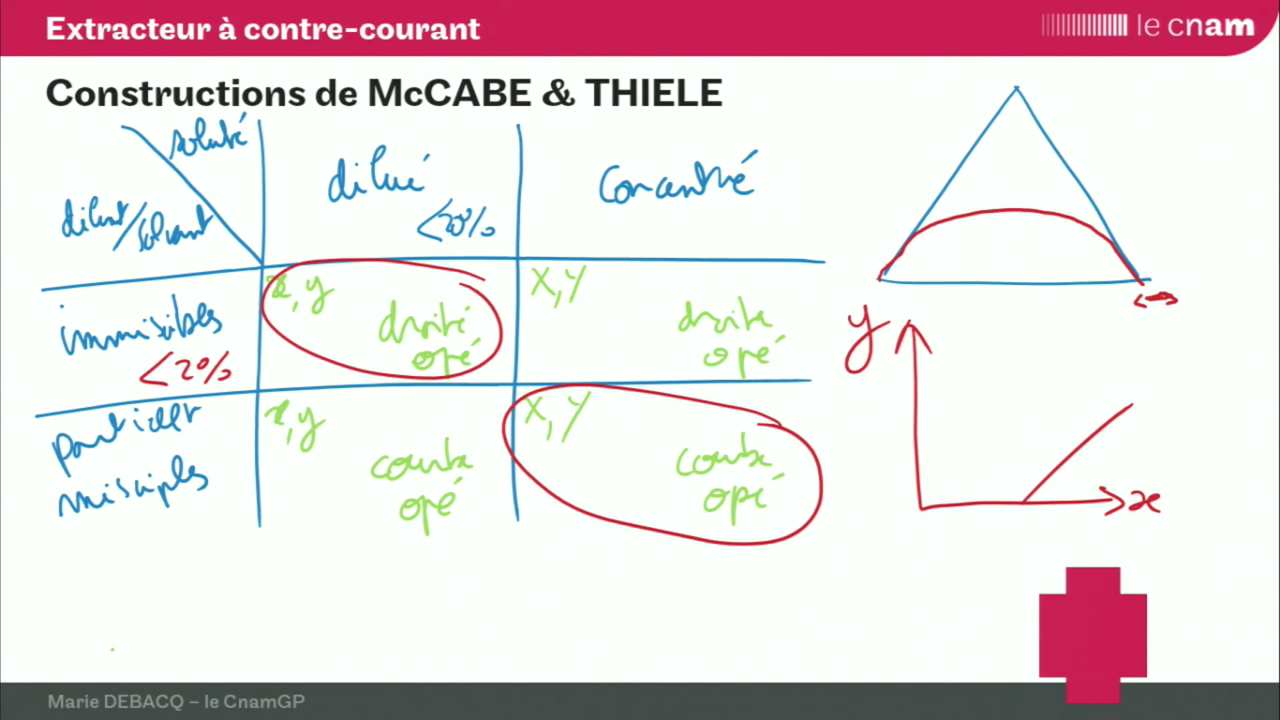 Extracteur à contre-courant
le cnam
Constructions de McCABE & THIELE
soluté
diluant/solvant
dilué
<20%
concentré
immiscibles
<2%
x, y
droite
opé
X, Y
droite
opé
partiellt
miscibles
x, y
courbe
opé
X, Y
courbe
opé
y
x
Marie DEBACQ – le CnamGP